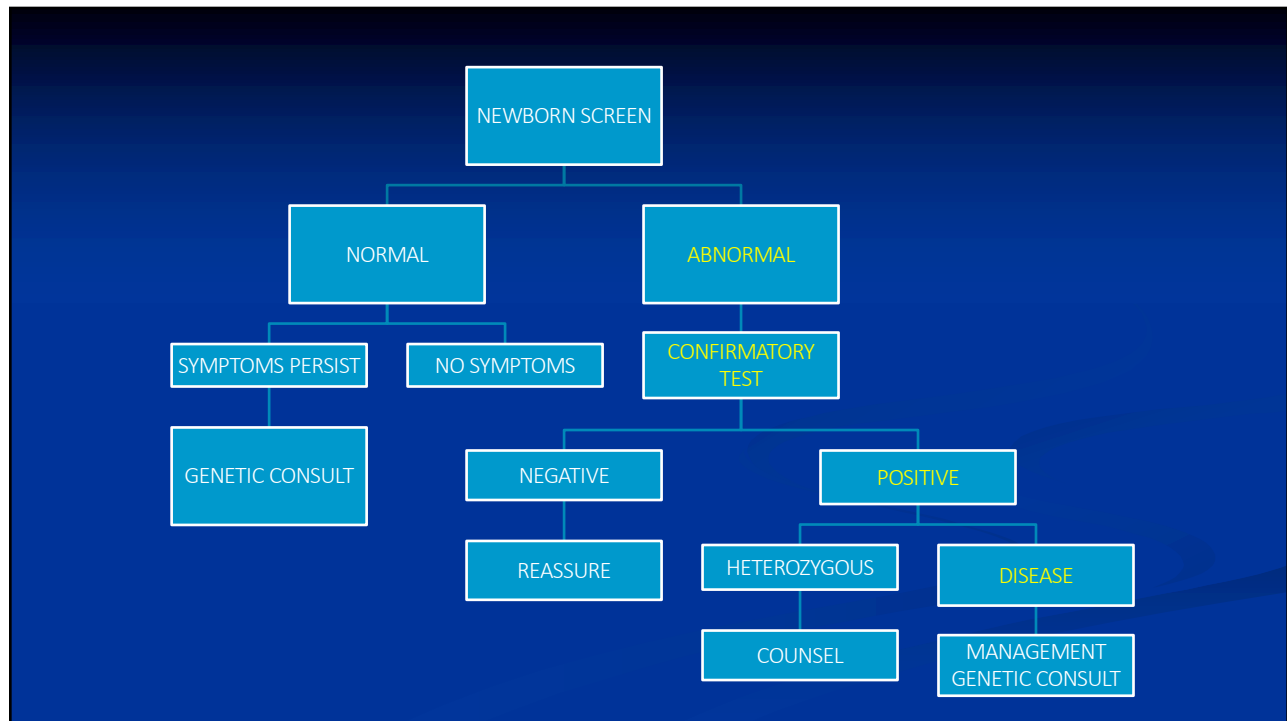 NEWBORN SCREEN
NORMAL
ABNORMAL
SYMPTOMS PERSIST
NO SYMPTOMS
CONFIRMATORY
TEST
GENETIC CONSULT
NEGATIVE
POSITIVE
REASSURE
HETEROZYGOUS
DISEASE
COUNSEL
MANAGEMENT
GENETIC CONSULT